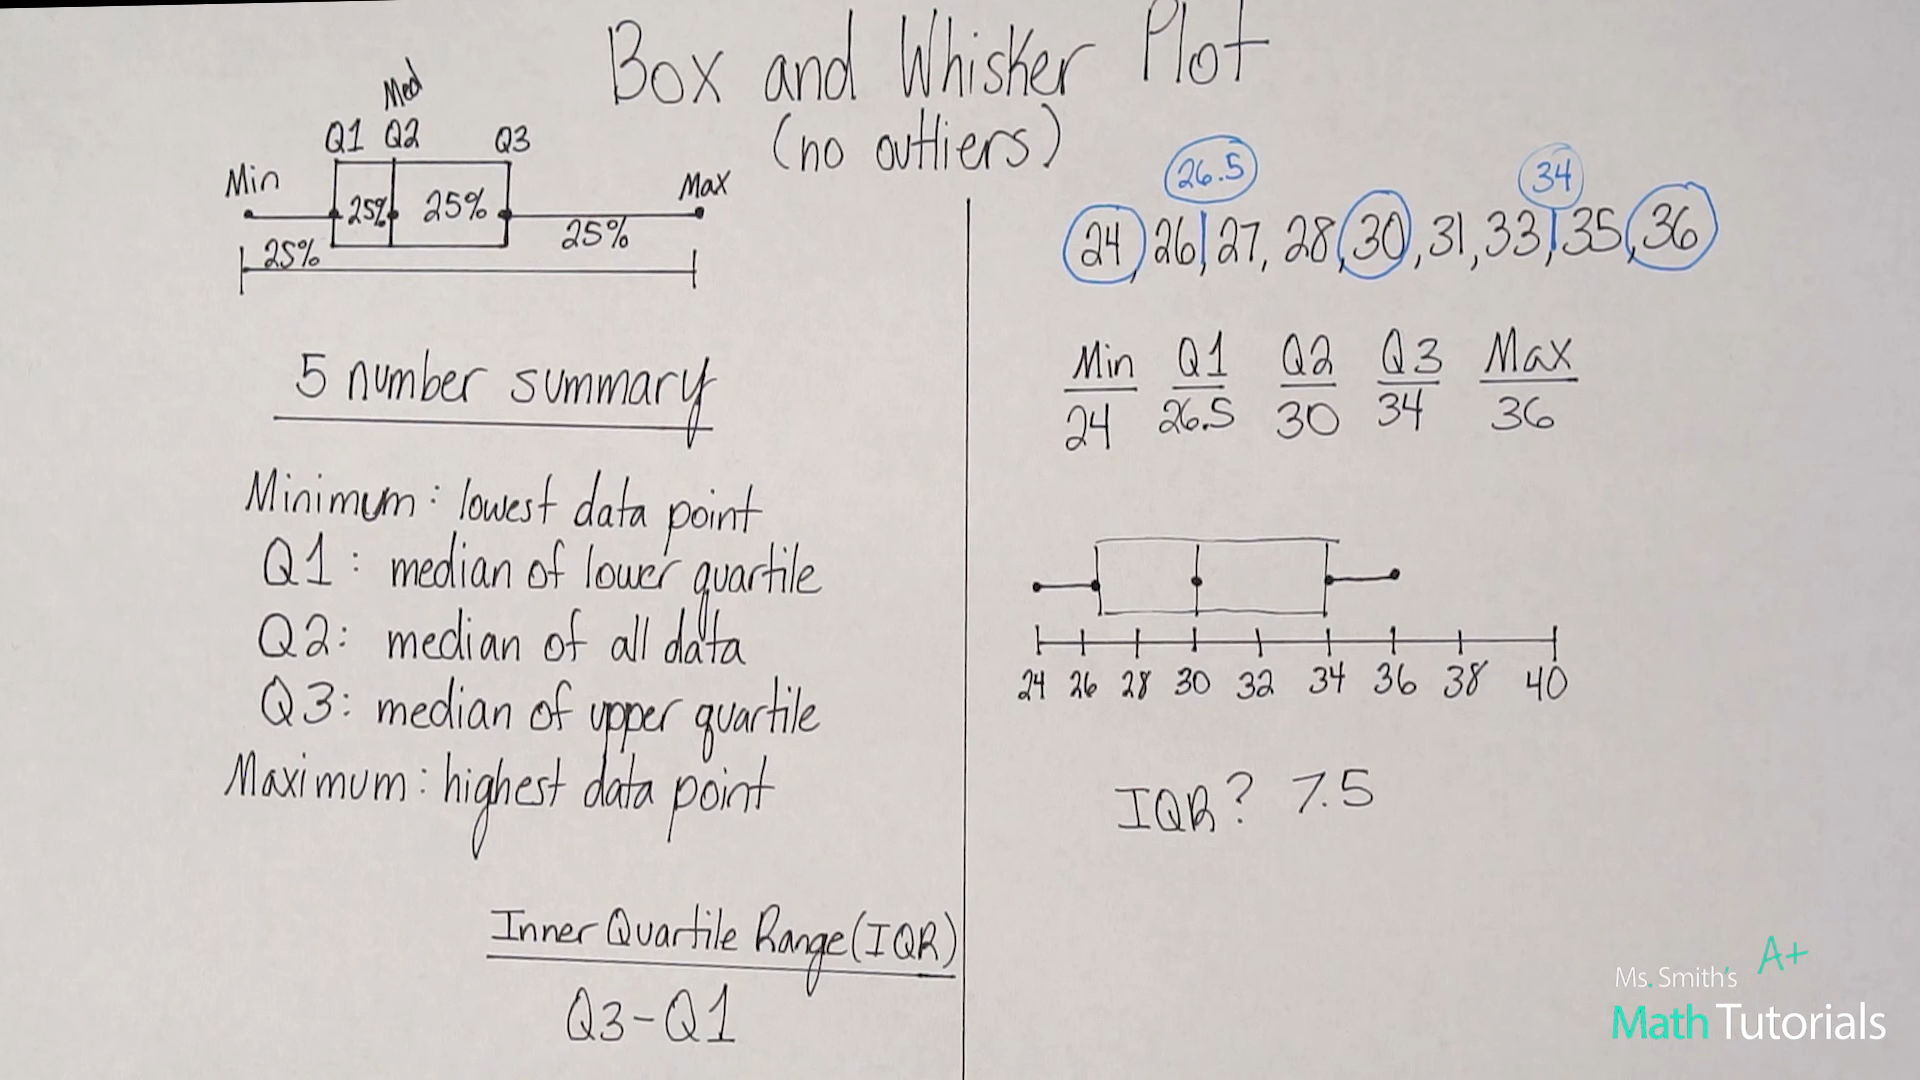 Box and Whisker Plot
(no outliers)
Med
Q1 Q2 Q3
Min Max
25% 25%
25% 25%
5 number summary
Minimum: lowest data point
Q1: median of lower quartile
Q2: median of all data
Q3: median of upper quartile
Maximum: highest data point
Inner Quartile Range (IQR)
Q3-Q1
26.5 34
24, 26, 27, 28, 30, 31, 33, 35, 36
Min Q1 Q2 Q3 Max
24 26.5 30 34 36
24 26 28 30 32 34 36 38 40
IQR? 7.5
A+
Ms. Smith's
Math Tutorials